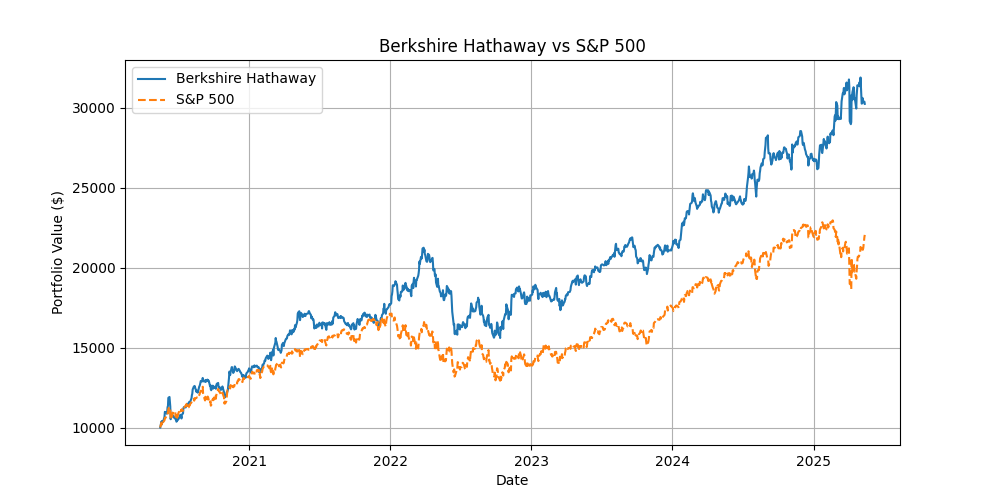 Berkshire Hathaway vs S&P 500
Berkshire Hathaway
S&P 500
Portfolio Value ($)
30000
25000
20000
15000
10000
2021
2022
2023
2024
2025
Date